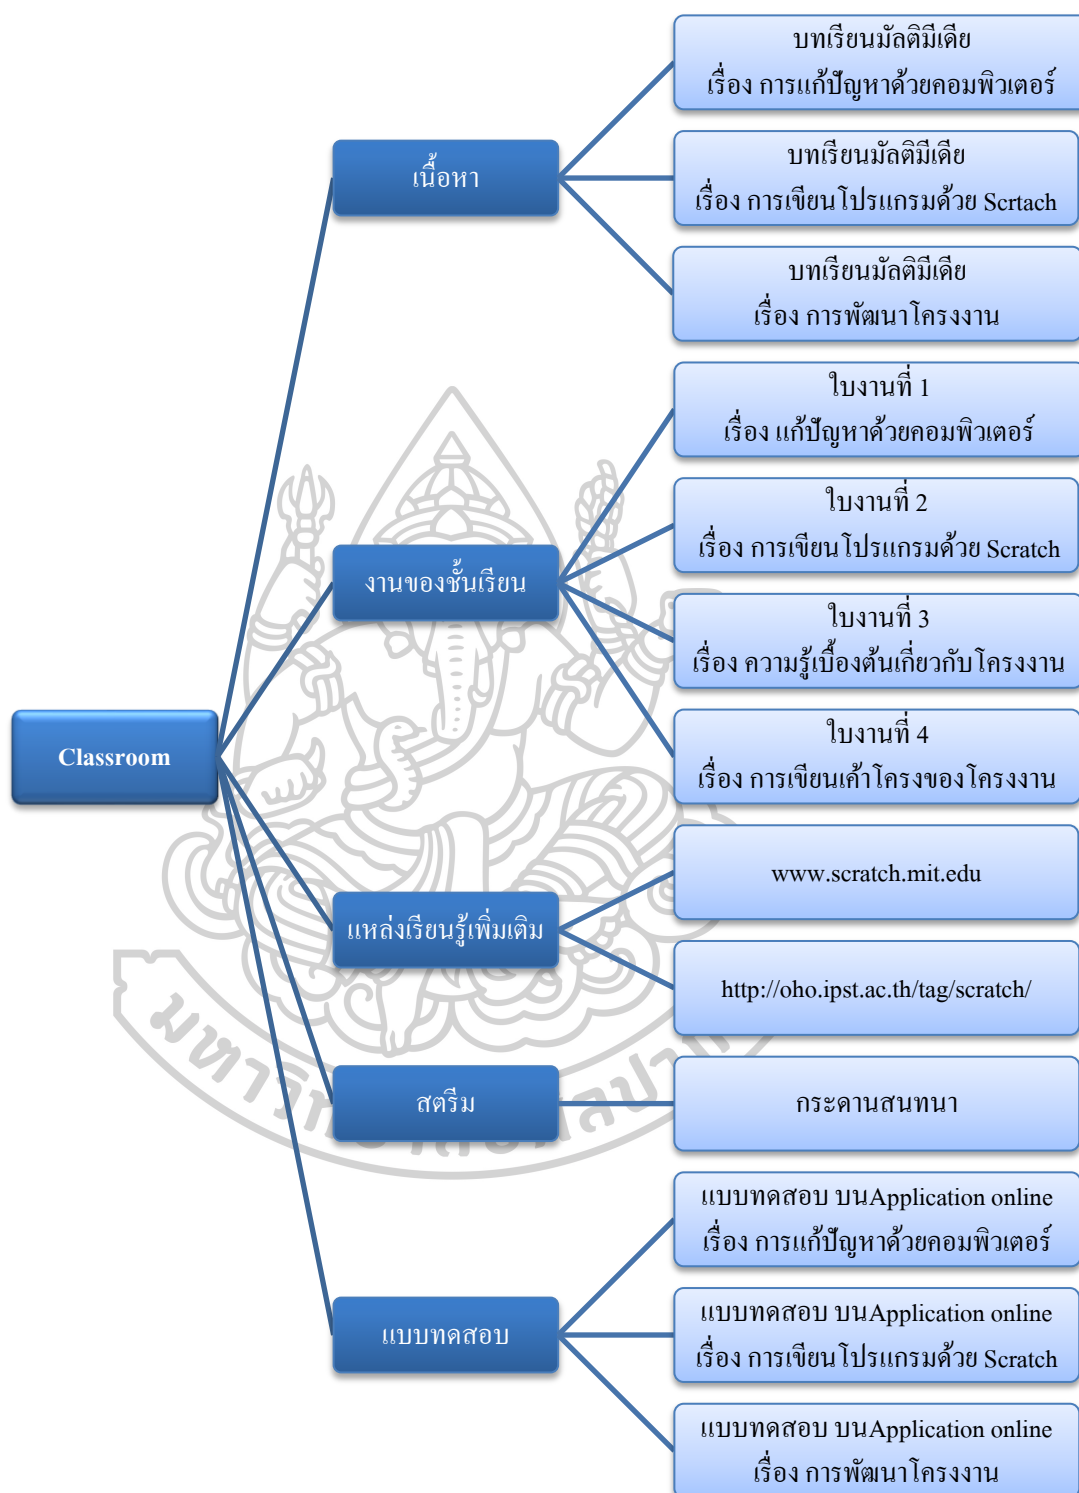 บทเรียนมัลติมีเดีย
เรื่อง การแก้ปัญหาด้วยคอมพิวเตอร์
เนื้อหา
บทเรียนมัลติมีเดีย
เรื่อง การเขียนโปรแกรมด้วย Scrtach
บทเรียนมัลติมีเดีย
เรื่อง การพัฒนาโครงงาน
ใบงานที่ 1
เรื่อง แก้ปัญหาด้วยคอมพิวเตอร์
ใบงานที่ 2
เรื่อง การเขียนโปรแกรมด้วย Scratch
งานของชั้นเรียน
ใบงานที่ 3
เรื่อง ความรู้เบื้องต้นเกี่ยวกับโครงงาน
Classroom
ใบงานที่ 4
เรื่อง การเขียนเค้าโครงของโครงงาน
www.scratch.mit.edu
แหล่งเรียนรู้เพิ่มเติม
http://oho.ipst.ac.th/tag/scratch/
สตรีม
กระดานสนทนา
แบบทดสอบ บนApplication online
เรื่อง การแก้ปัญหาด้วยคอมพิวเตอร์
แบบทดสอบ
แบบทดสอบ บนApplication online
เรื่อง การเขียนโปรแกรมด้วย Scratch
แบบทดสอบ บนApplication online
เรื่อง การพัฒนาโครงงาน